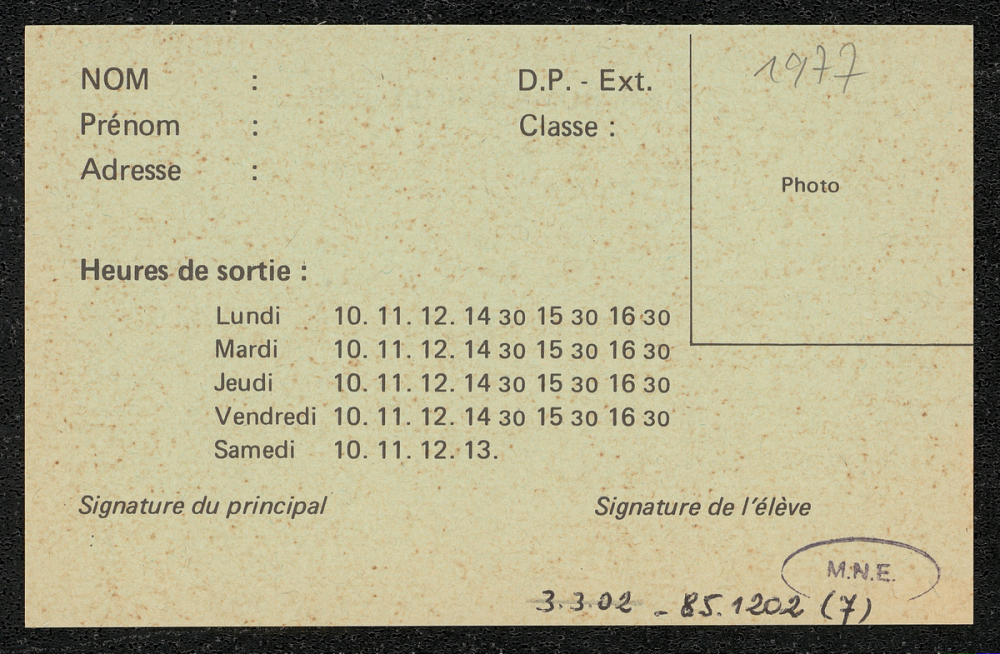 NOM : D.P. - Ext. 1977
Prénom : Classe :
Adresse : Photo
Heures de sortie :
Lundi 10. 11. 12. 14 30 15 30 16 30
Mardi 10. 11. 12. 14 30 15 30 16 30
Jeudi 10. 11. 12. 14 30 15 30 16 30
Vendredi 10. 11. 12. 14 30 15 30 16 30
Samedi 10. 11. 12. 13.
Signature du principal Signature de l'élève
M.N.E.
3.3.02 - 85.1202 (7)